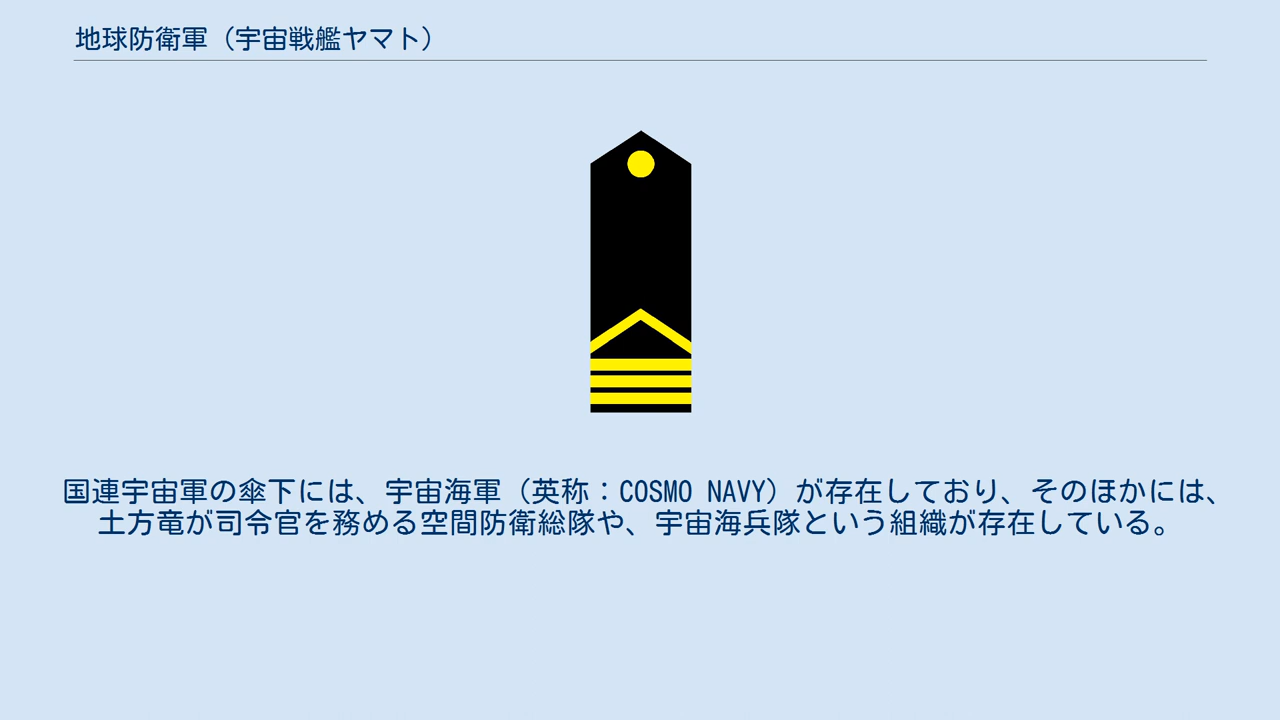 地球防衛軍（宇宙戦艦ヤマト）
国連宇宙軍の傘下には、宇宙海軍（英称：COSMO NAVY）が存在しており、そのほかには、
土方竜が司令官を務める空間防衛総隊や、宇宙海兵隊という組織が存在している。